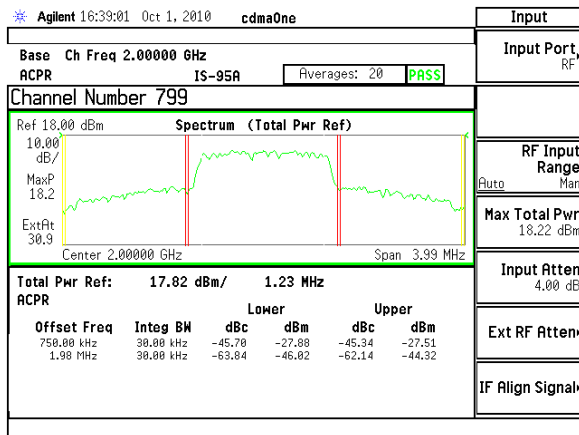 Agilent 16:39:01 Oct 1, 2010 cdmaOne
Base Ch Freq 2.00000 GHz
ACPR IS-95A Averages: 20 PASS
Channel Number 799
Ref 18.00 dBm Spectrum (Total Pwr Ref)
10.00
dB/
MaxP
18.2
ExtAt
30.9
Center 2.00000 GHz Span 3.99 MHz
Total Pwr Ref: 17.82 dBm/ 1.23 MHz
ACPR
Lower Upper
Offset Freq Integ BW dBc dBm dBc dBm
750.00 kHz 30.00 kHz -45.70 -27.88 -45.34 -27.51
1.98 MHz 30.00 kHz -63.84 -46.02 -62.14 -44.32
Input
Input Port
RF
RF Input
Range
Auto Man
Max Total Pwr
18.22 dBm
Input Atten
4.00 dB
Ext RF Atten
IF Align Signal